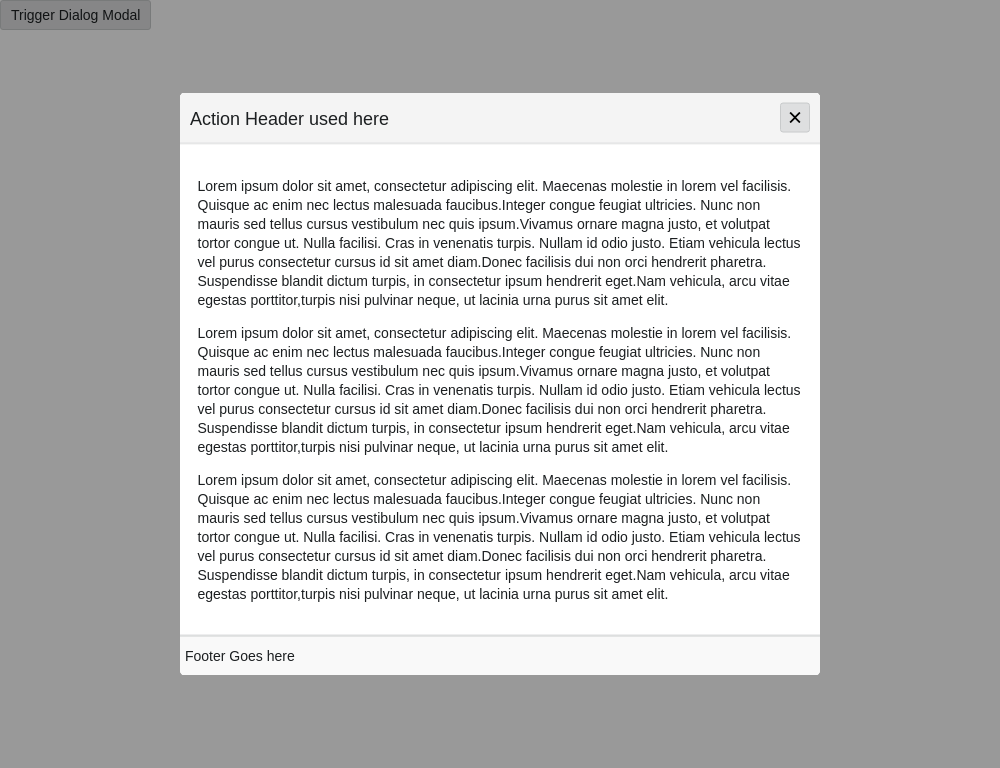 Trigger Dialog Modal
Action Header used here
Lorem ipsum dolor sit amet, consectetur adipiscing elit. Maecenas molestie in lorem vel facilisis.
Quisque ac enim nec lectus malesuada faucibus.Integer congue feugiat ultricies. Nunc non
mauris sed tellus cursus vestibulum nec quis ipsum.Vivamus ornare magna justo, et volutpat
tortor congue ut. Nulla facilisi. Cras in venenatis turpis. Nullam id odio justo. Etiam vehicula lectus
vel purus consectetur cursus id sit amet diam.Donec facilisis dui non orci hendrerit pharetra.
Suspendisse blandit dictum turpis, in consectetur ipsum hendrerit eget.Nam vehicula, arcu vitae
egestas porttitor,turpis nisi pulvinar neque, ut lacinia urna purus sit amet elit.
Lorem ipsum dolor sit amet, consectetur adipiscing elit. Maecenas molestie in lorem vel facilisis.
Quisque ac enim nec lectus malesuada faucibus.Integer congue feugiat ultricies. Nunc non
mauris sed tellus cursus vestibulum nec quis ipsum.Vivamus ornare magna justo, et volutpat
tortor congue ut. Nulla facilisi. Cras in venenatis turpis. Nullam id odio justo. Etiam vehicula lectus
vel purus consectetur cursus id sit amet diam.Donec facilisis dui non orci hendrerit pharetra.
Suspendisse blandit dictum turpis, in consectetur ipsum hendrerit eget.Nam vehicula, arcu vitae
egestas porttitor,turpis nisi pulvinar neque, ut lacinia urna purus sit amet elit.
Lorem ipsum dolor sit amet, consectetur adipiscing elit. Maecenas molestie in lorem vel facilisis.
Quisque ac enim nec lectus malesuada faucibus.Integer congue feugiat ultricies. Nunc non
mauris sed tellus cursus vestibulum nec quis ipsum.Vivamus ornare magna justo, et volutpat
tortor congue ut. Nulla facilisi. Cras in venenatis turpis. Nullam id odio justo. Etiam vehicula lectus
vel purus consectetur cursus id sit amet diam.Donec facilisis dui non orci hendrerit pharetra.
Suspendisse blandit dictum turpis, in consectetur ipsum hendrerit eget.Nam vehicula, arcu vitae
egestas porttitor,turpis nisi pulvinar neque, ut lacinia urna purus sit amet elit.
Footer Goes here